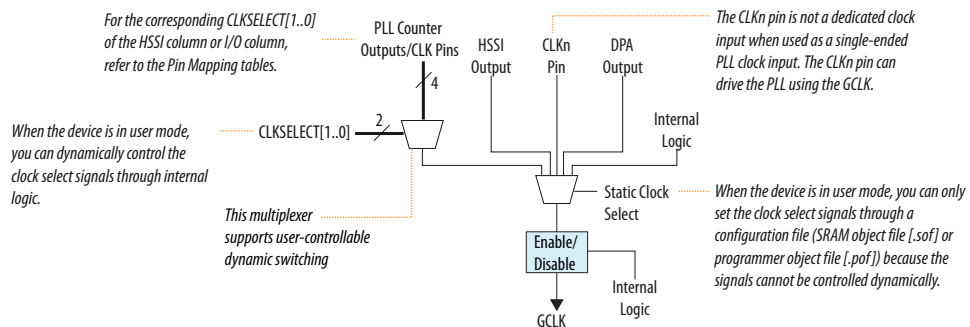 For the corresponding CLKSELECT[1..0]
of the HSSI column or I/O column,
refer to the Pin Mapping tables.
PLL Counter
Outputs/CLK Pins
HSSI
Output
CLKn
Pin
DPA
Output
The CLKn pin is not a dedicated clock
input when used as a single-ended
PLL clock input. The CLKn pin can
drive the PLL using the GCLK.
4
When the device is in user mode,
you can dynamically control the
clock select signals through internal
logic.
CLKSELECT[1..0]
2
Internal
Logic
This multiplexer
supports user-controllable
dynamic switching
Static Clock
Select
When the device is in user mode, you can only
set the clock select signals through a
configuration file (SRAM object file [.sof] or
programmer object file [.pof]) because the
signals cannot be controlled dynamically.
Enable/
Disable
Internal
Logic
GCLK